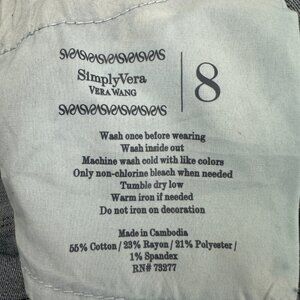 SimplyVera
VERA WANG
8
Wash once before wearing
Wash inside out
Machine wash cold with like colors
Only non-chlorine bleach when needed
Tumble dry low
Warm iron if needed
Do not iron on decoration
Made in Cambodia
55% Cotton / 23% Rayon / 21% Polyester /
1% Spandex
RN# 73277